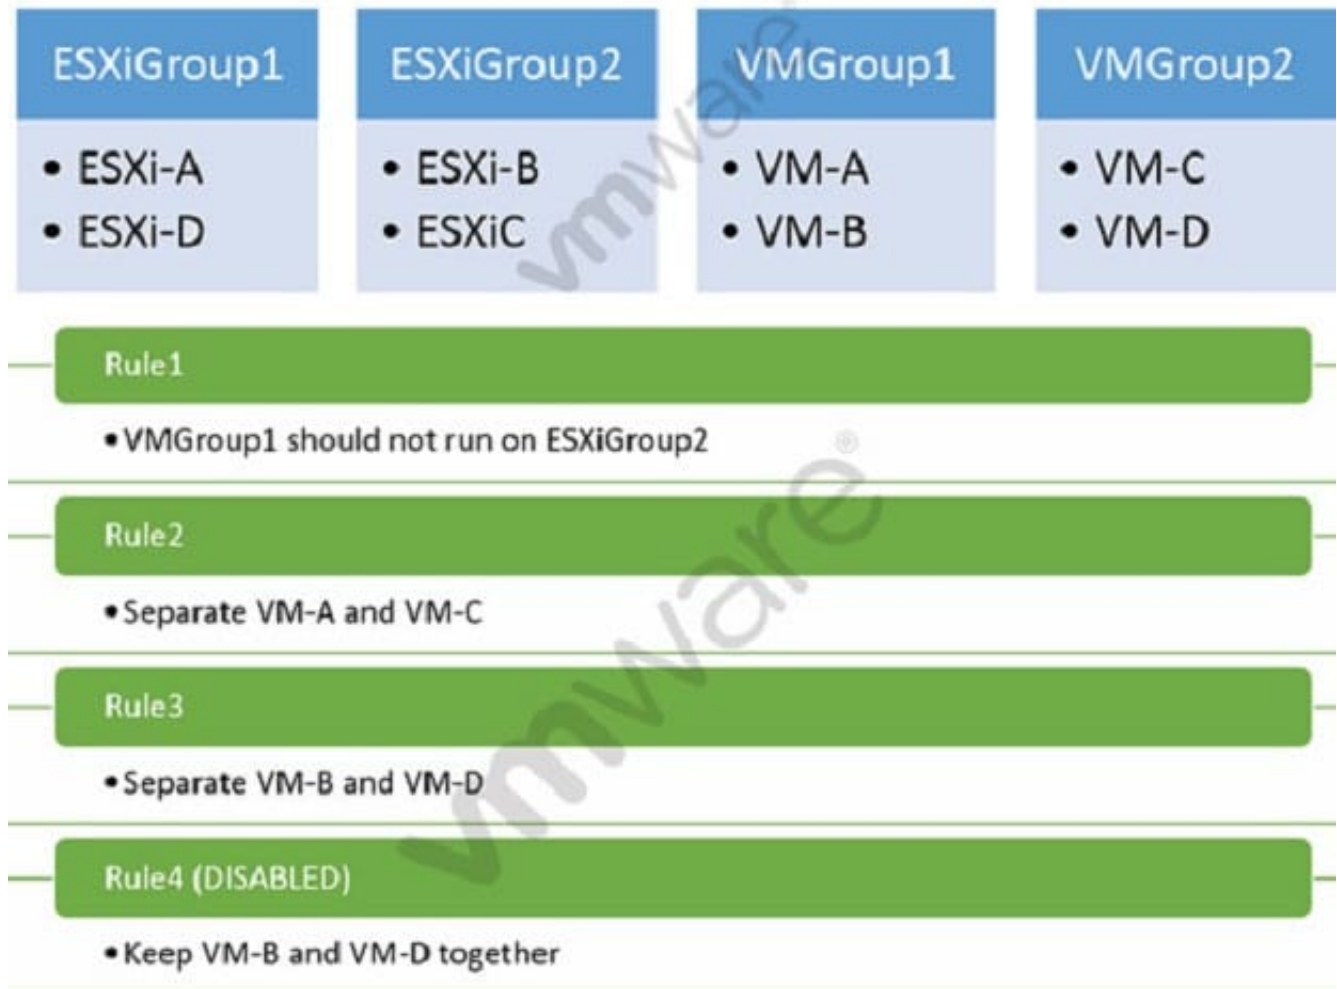 ESXiGroup1 ESXiGroup2 VMGroup1 VMGroup2
• ESXi-A • ESXi-B • VM-A • VM-C
• ESXi-D • ESXiC • VM-B • VM-D
vmware®
Rule1
• VMGroup1 should not run on ESXiGroup2
Rule2
• Separate VM-A and VM-C
Rule3
• Separate VM-B and VM-D
Rule4 (DISABLED)
• Keep VM-B and VM-D together
vmware®